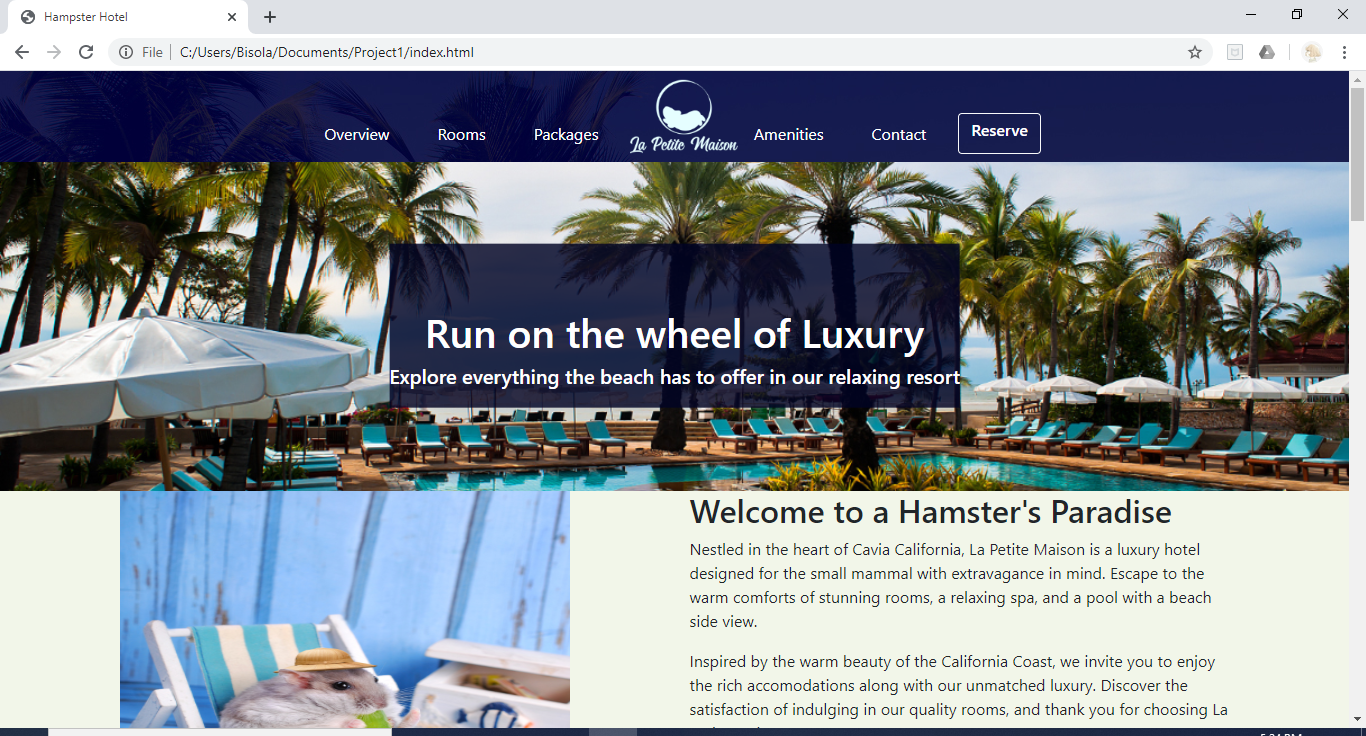 Hampster Hotel
File
C:/Users/Bisola/Documents/Project1/index.html
Overview
Rooms
Packages
La Petite Maison
Amenities
Contact
Reserve
Run on the wheel of Luxury
Explore everything the beach has to offer in our relaxing resort
Welcome to a Hamster's Paradise
Nestled in the heart of Cavia California, La Petite Maison is a luxury hotel
designed for the small mammal with extravagance in mind. Escape to the
warm comforts of stunning rooms, a relaxing spa, and a pool with a beach
side view.
Inspired by the warm beauty of the California Coast, we invite you to enjoy
the rich accomodations along with our unmatched luxury. Discover the
satisfaction of indulging in our quality rooms, and thank you for choosing La